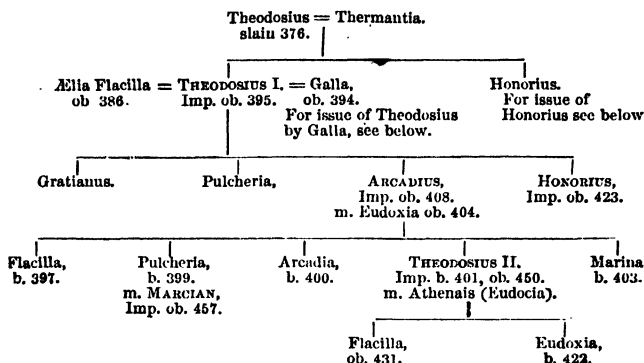 Theodosius = Thermantia.
slain 376.
Ælia Flacilla = THEODOSIUS I. = Galla,
ob 386.
Imp. ob. 395.
ob. 394.
For issue of Theodosius
by Galla, see below.
Honorius.
For issue of
Honorius see below
Gratianus.
Pulcheria,
ARCADIUS,
Imp. ob. 408.
m. Eudoxia ob. 404.
HONORIUS,
Imp. ob. 423.
Flacilla,
b. 397.
Pulcheria,
b. 399.
m. MARCIAN,
Imp. ob. 457.
Arcadia,
b. 400.
THEODOSIUS II.
Imp. b. 401, ob. 450.
m. Athenais (Eudocia).
Marina
b. 403.
Flacilla,
ob. 431.
Eudoxia,
b. 422.